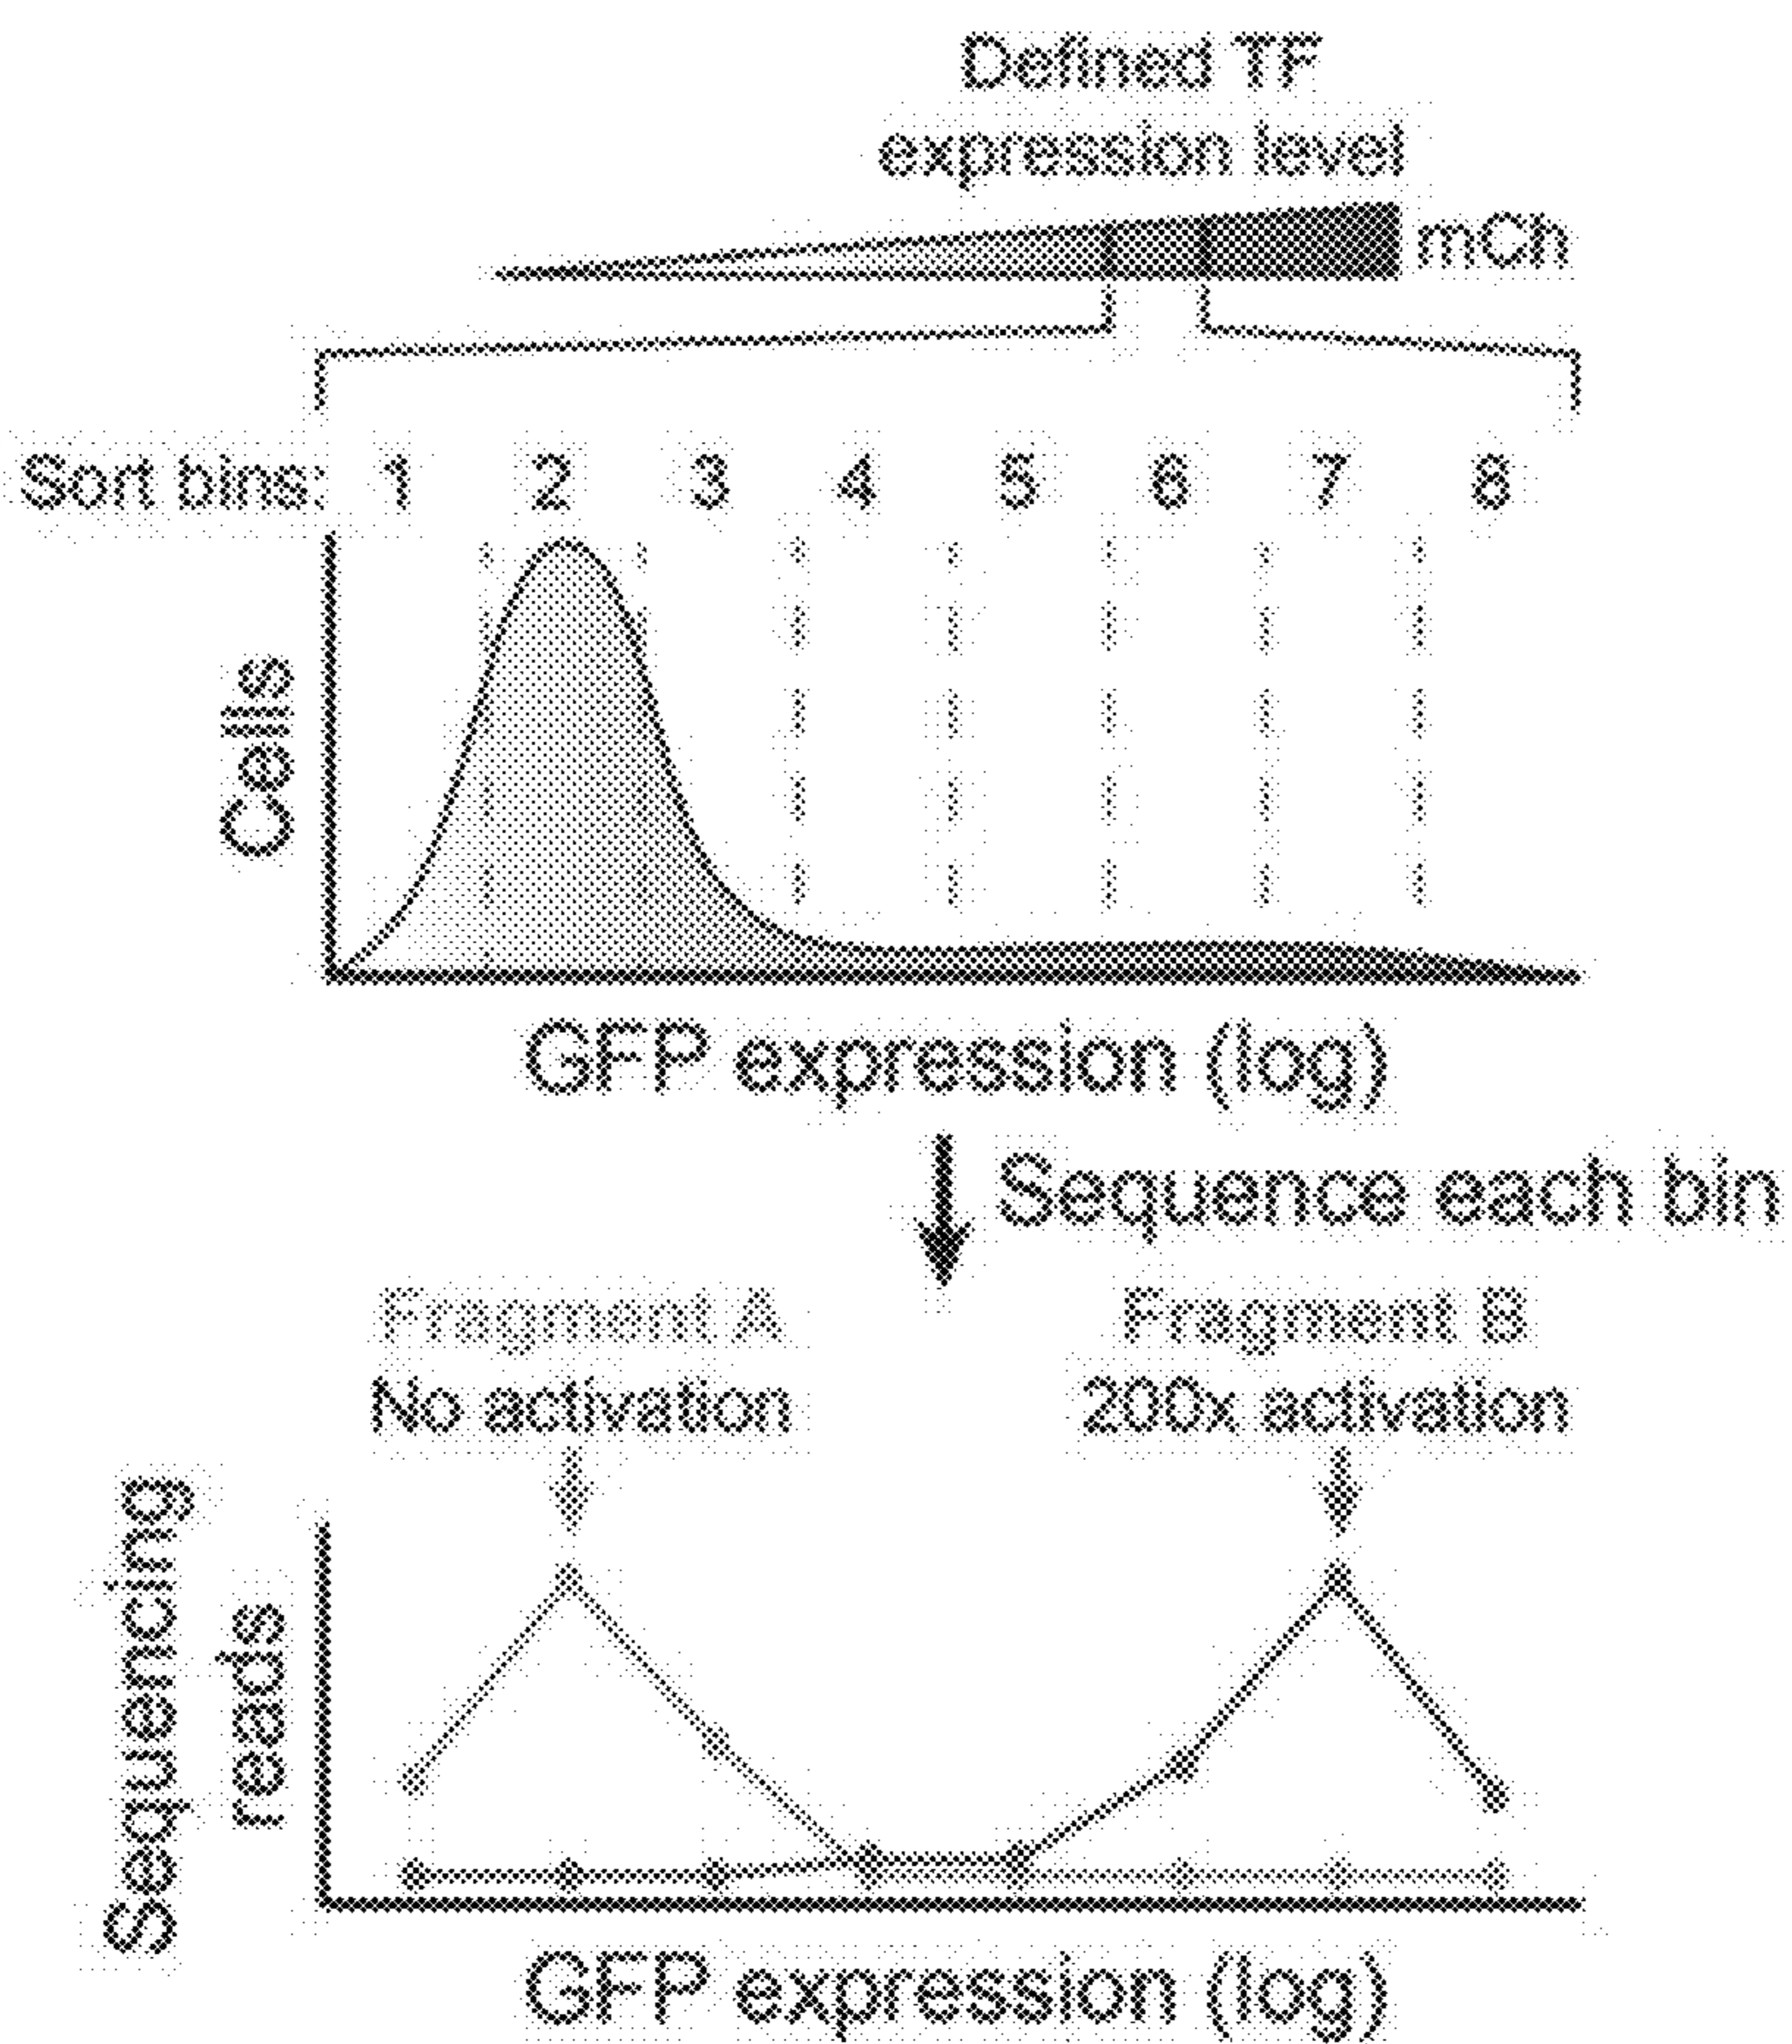 Defined TF
expression level
mCh
Sort bins: 1 2 3 4 5 6 7 8
Cells
GFP expression (log)
Sequence each bin
Fragment A
No activation
Fragment B
200x activation
Sequencing
reads
GFP expression (log)